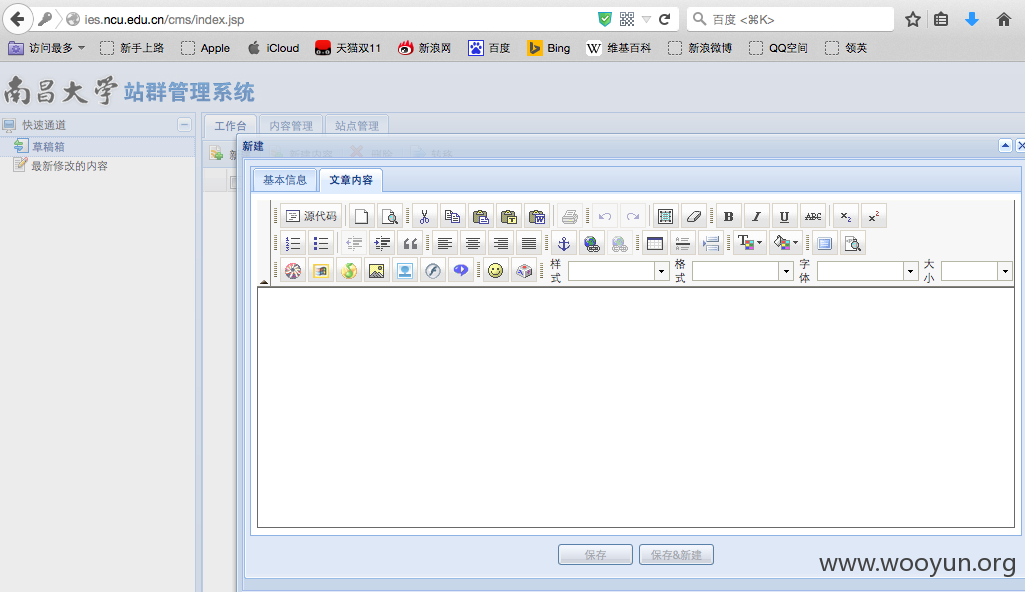 ies.ncu.edu.cn/cms/index.jsp
百度 <⌘K>
访问最多 新手上路 Apple iCloud 天猫双11 新浪网 百度 Bing W 维基百科 新浪微博 QQ空间 领英
南昌大学 站群管理系统
快速通道
草稿箱
最新修改的内容
工作台 内容管理 站点管理
新建
基本信息 文章内容
源代码 B I U ABC x₂ x²
样式 格式 字体 大小
保存 保存&新建
www.wooyun.org